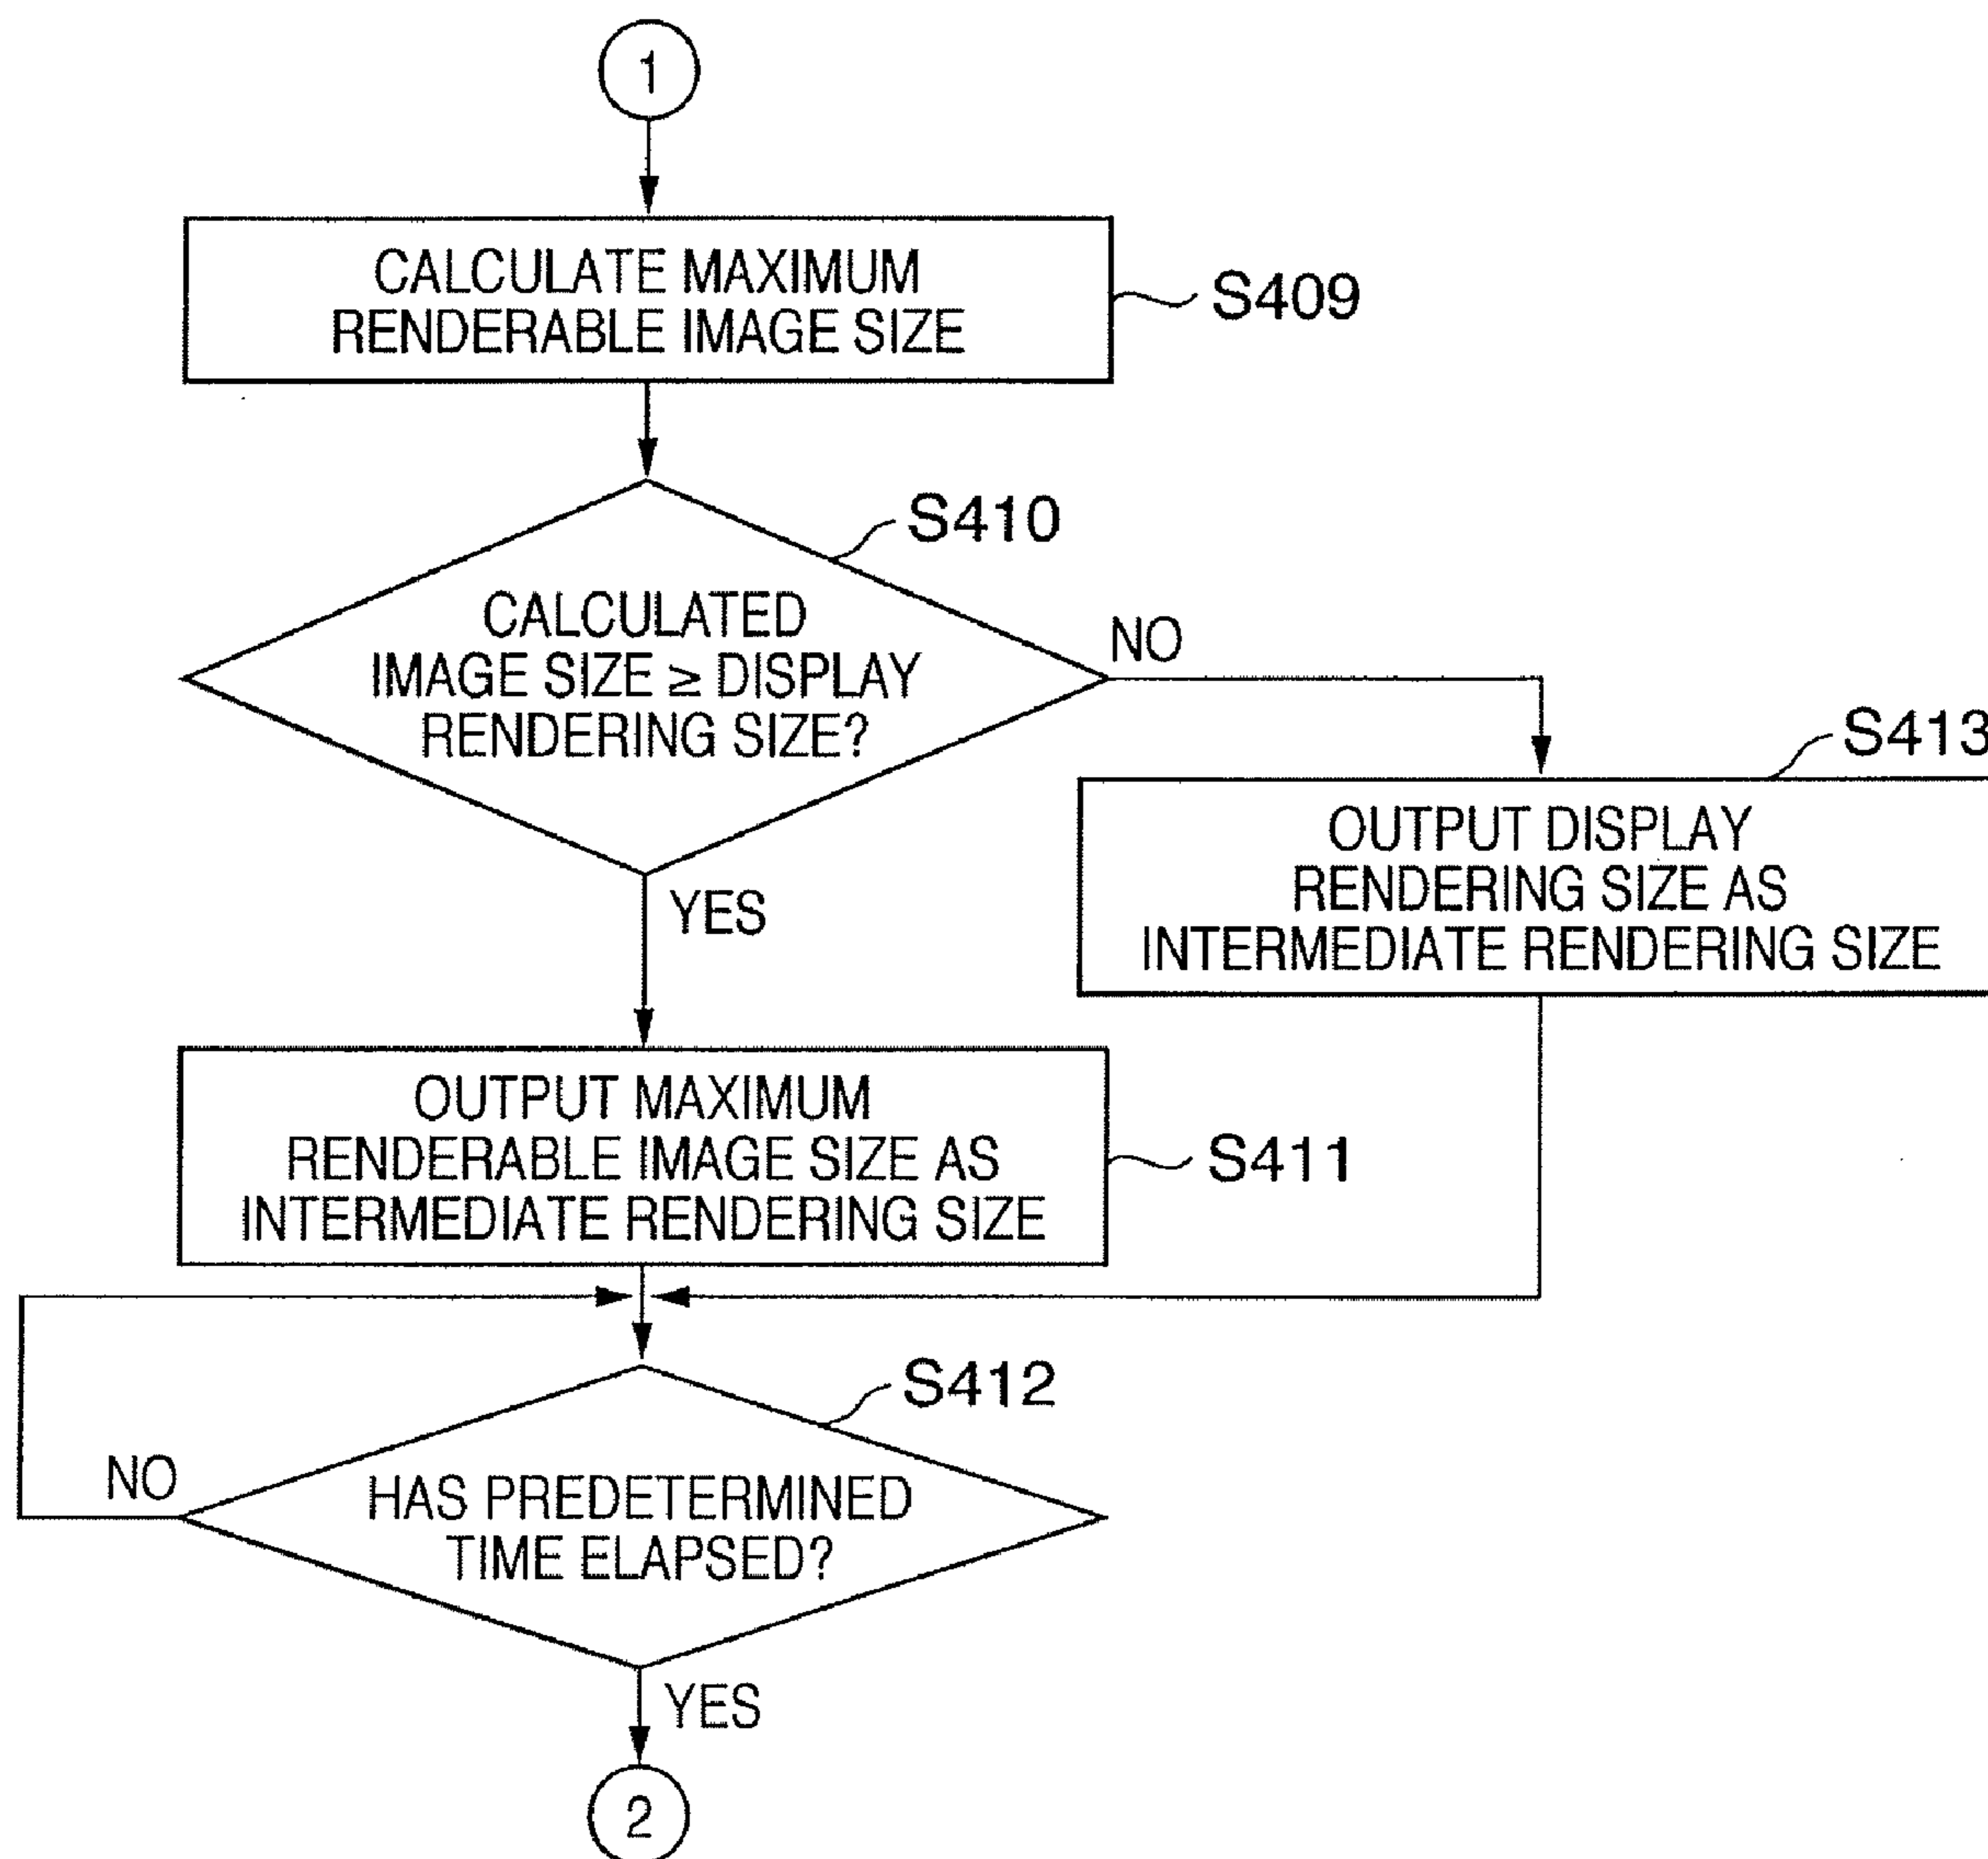 1
CALCULATE MAXIMUM
RENDERABLE IMAGE SIZE
S409
S410
CALCULATED
IMAGE SIZE ≥ DISPLAY
RENDERING SIZE?
NO
S413
OUTPUT DISPLAY
RENDERING SIZE AS
INTERMEDIATE RENDERING SIZE
YES
OUTPUT MAXIMUM
RENDERABLE IMAGE SIZE AS
INTERMEDIATE RENDERING SIZE
S411
S412
NO
HAS PREDETERMINED
TIME ELAPSED?
YES
2